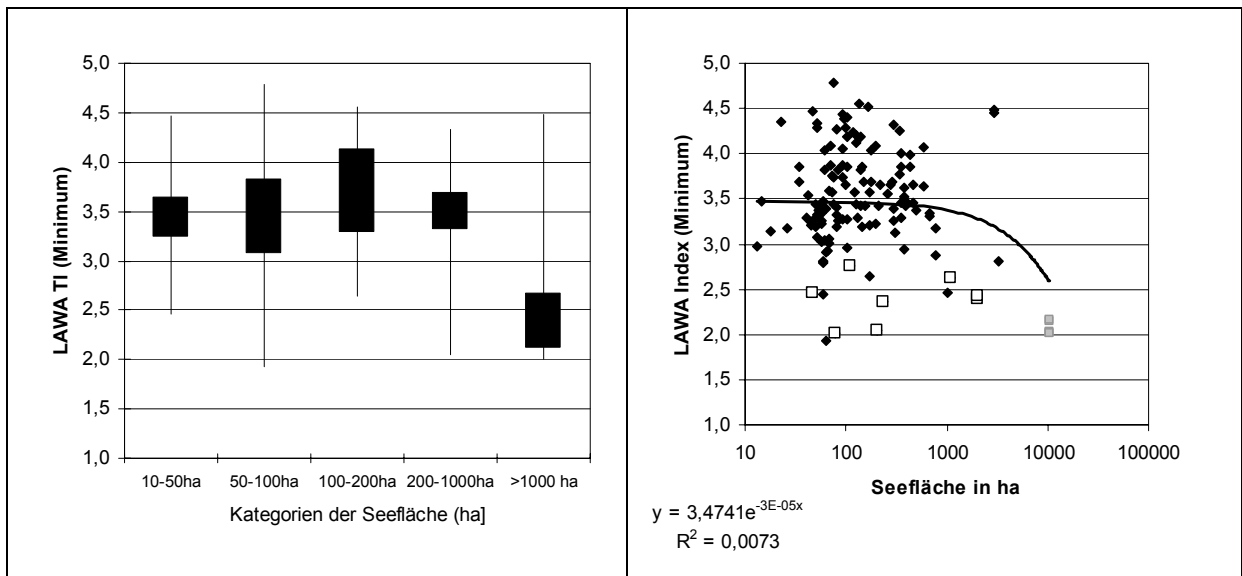 LAWA TI (Minimum)
5,0
4,5
4,0
3,5
3,0
2,5
2,0
1,5
1,0
10-50ha 50-100ha 100-200ha 200-1000ha >1000 ha
Kategorien der Seefläche (ha]
LAWA Index (Minimum)
5,0
4,5
4,0
3,5
3,0
2,5
2,0
1,5
1,0
10 100 1000 10000 100000
Seefläche in ha
y = 3,4741e^-3E-05x
R² = 0,0073